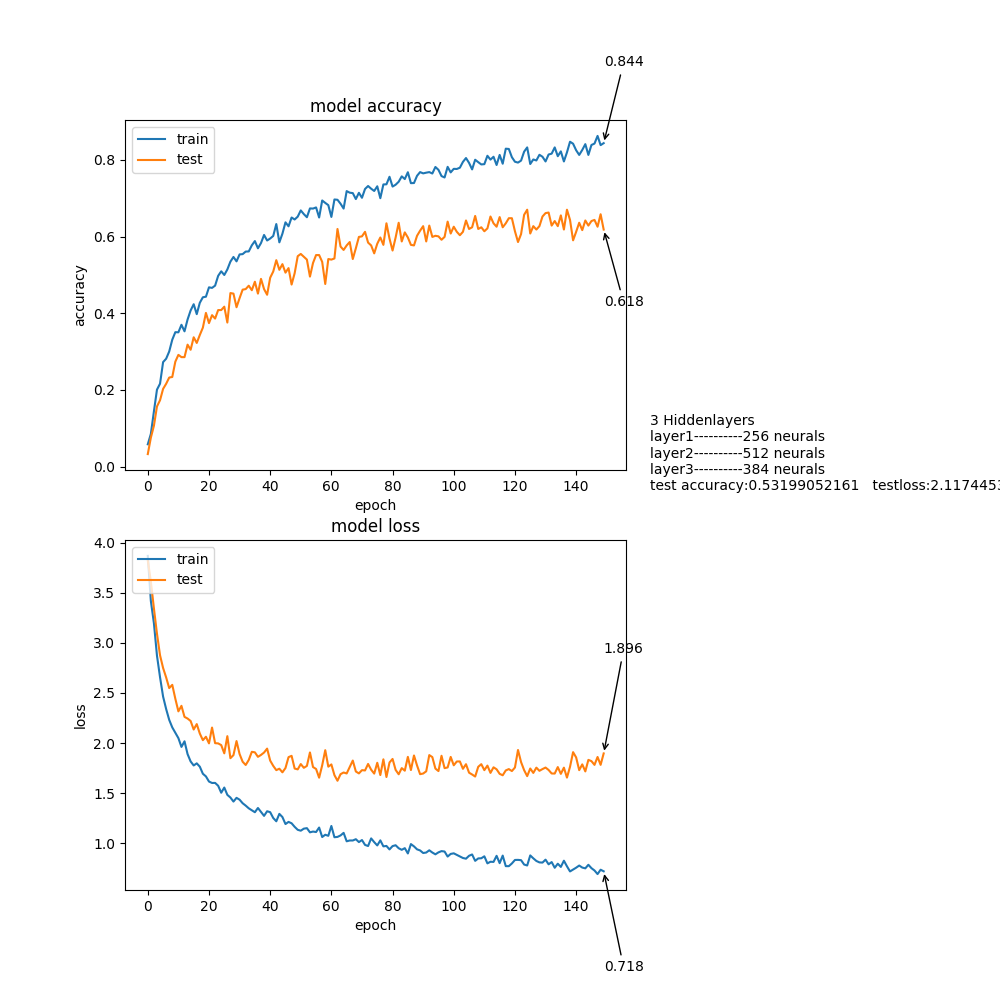 0.844
model accuracy
train
test
0.8
0.6
0.4
0.2
0.0
accuracy
0.618
0 20 40 60 80 100 120 140
epoch
3 Hiddenlayers
layer1----------256 neurals
layer2----------512 neurals
layer3----------384 neurals
test accuracy:0.53199052161 testloss:2.1174453
model loss
train
test
4.0
3.5
3.0
2.5
2.0
1.5
1.0
loss
1.896
0 20 40 60 80 100 120 140
epoch
0.718